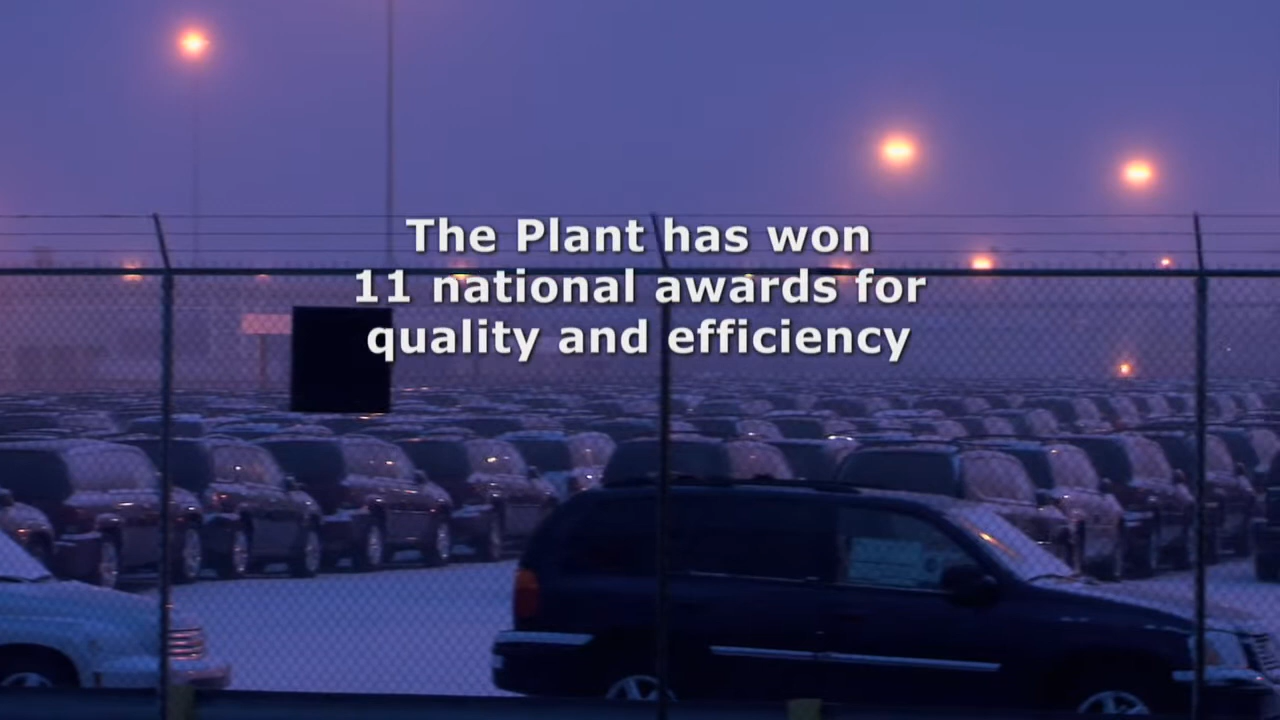 The Plant has won
11 national awards for
quality and efficiency